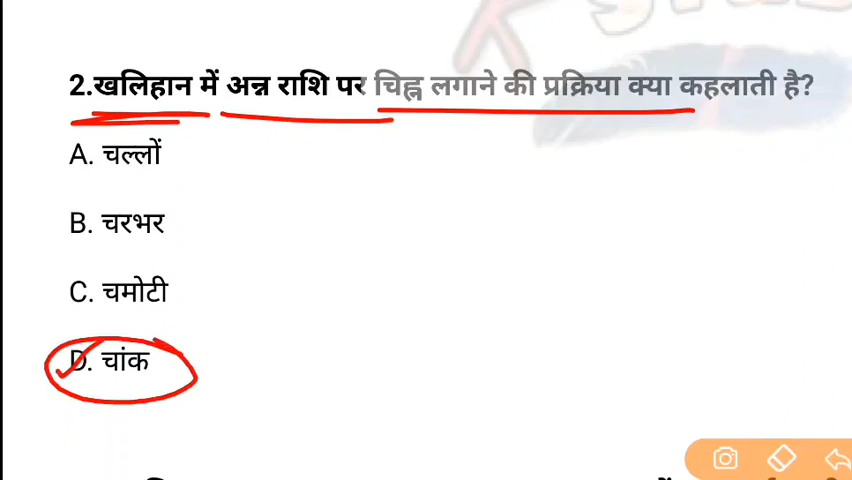 2.खलिहान में अन्न राशि पर चिह्न लगाने की प्रक्रिया क्या कहलाती है?
A. चल्लों
B. चरभर
C. चमोटी
D. चांक